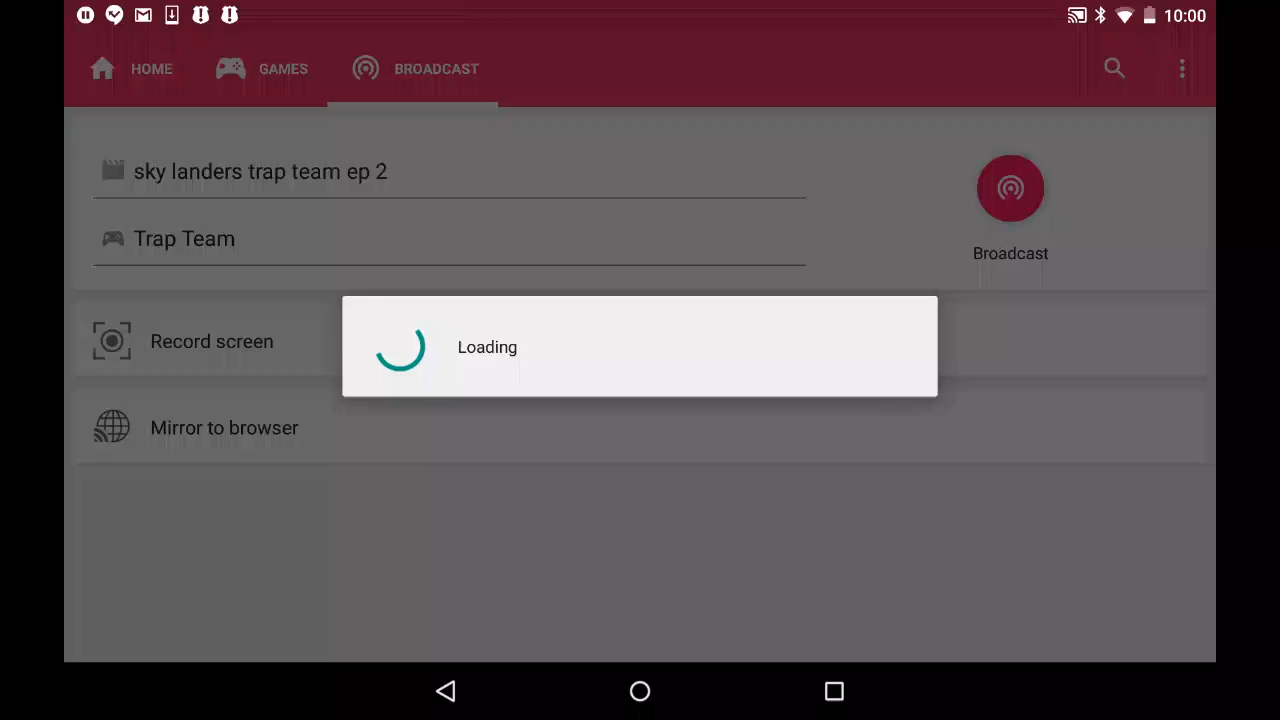 10:00
HOME GAMES BROADCAST
sky landers trap team ep 2
Trap Team
Broadcast
Record screen
Loading
Mirror to browser